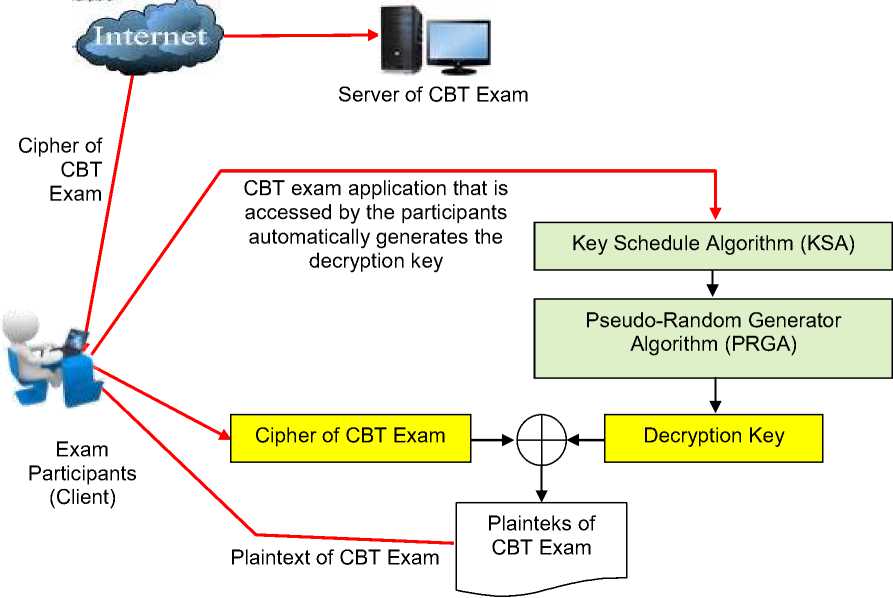 Internet
Server of CBT Exam
Cipher of
CBT
Exam
CBT exam application that is
accessed by the participants
automatically generates the
decryption key
Key Schedule Algorithm (KSA)
Pseudo-Random Generator
Algorithm (PRGA)
Cipher of CBT Exam
Decryption Key
Exam
Participants
(Client)
Plainteks of
CBT Exam
Plaintext of CBT Exam